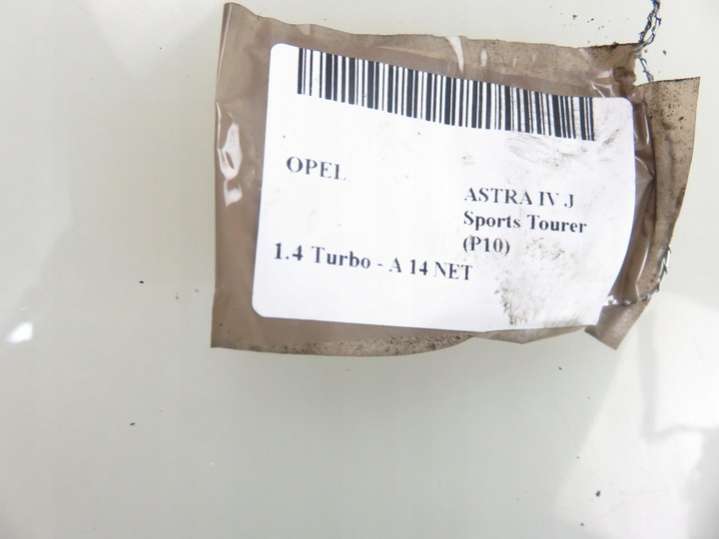 OPEL
ASTRA IV J
Sports Tourer
(P10)
1.4 Turbo - A 14 NET